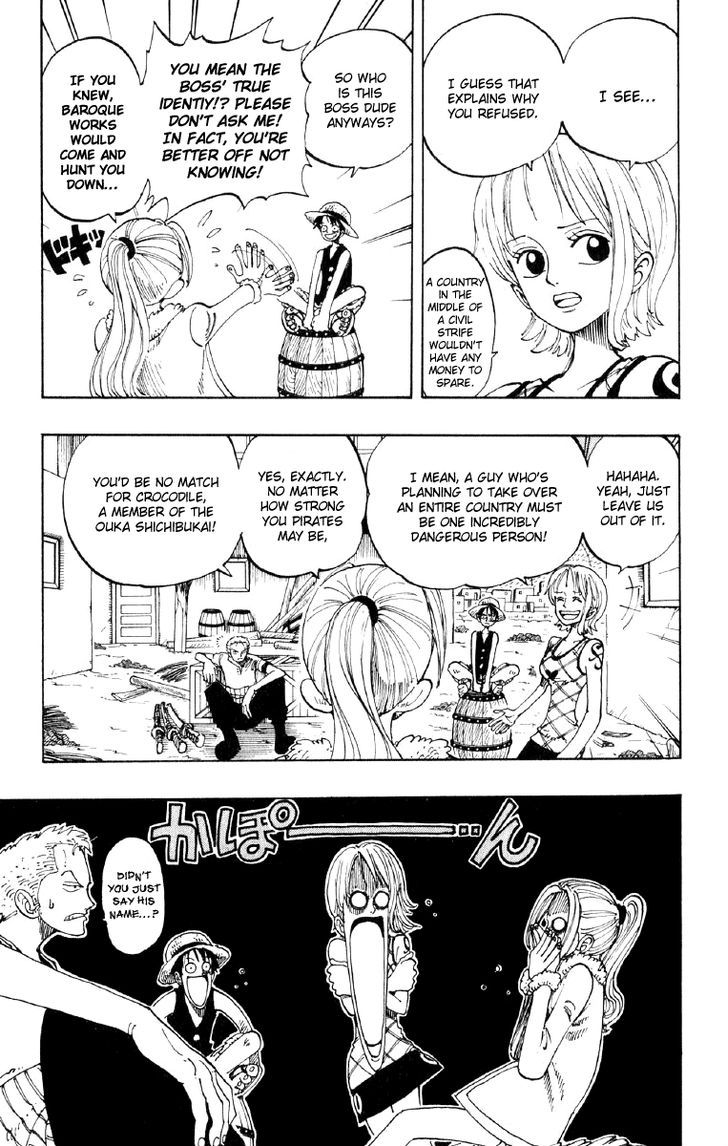 I SEE...
I GUESS THAT
EXPLAINS WHY
YOU REFUSED.
A COUNTRY
IN THE
MIDDLE OF
A CIVIL
STRIFE
WOULDN'T
HAVE ANY
MONEY TO
SPARE.
SO WHO
IS THIS
BOSS DUDE
ANYWAYS?
YOU MEAN THE
BOSS' TRUE
IDENTIY!? PLEASE
DON'T ASK ME!
IN FACT, YOU'RE
BETTER OFF NOT
KNOWING!
IF YOU
KNEW,
BAROQUE
WORKS
WOULD
COME AND
HUNT YOU
DOWN...
ドキッ
HAHAHA.
YEAH, JUST
LEAVE US
OUT OF IT.
I MEAN, A GUY WHO'S
PLANNING TO TAKE OVER
AN ENTIRE COUNTRY MUST
BE ONE INCREDIBLY
DANGEROUS PERSON!
YES, EXACTLY.
NO MATTER
HOW STRONG
YOU PIRATES
MAY BE,
YOU'D BE NO MATCH
FOR CROCODILE,
A MEMBER OF THE
OUKA SHICHIBUKAI!
かぽーーん
DIDN'T
YOU JUST
SAY HIS
NAME...?